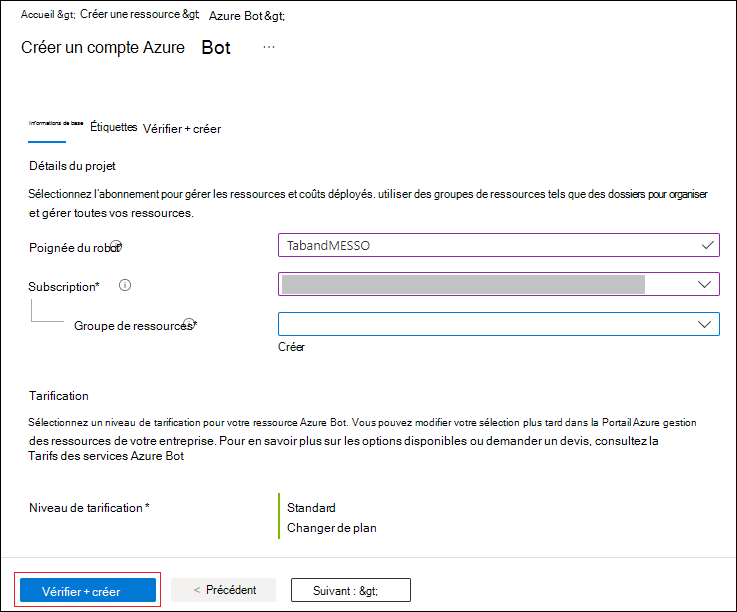 Accueil &gt; Créer une ressource &gt; Azure Bot &gt;
Créer un compte Azure Bot ...
Informations de base Étiquettes Vérifier + créer
Détails du projet
Sélectionnez l'abonnement pour gérer les ressources et coûts déployés. utiliser des groupes de ressources tels que des dossiers pour organiser
et gérer toutes vos ressources.
Poignée du robot* TabandMESSO
Subscription*
Groupe de ressources*
Créer
Tarification
Sélectionnez un niveau de tarification pour votre ressource Azure Bot. Vous pouvez modifier votre sélection plus tard dans la Portail Azure gestion
des ressources de votre entreprise. Pour en savoir plus sur les options disponibles ou demander un devis, consultez la
Tarifs des services Azure Bot
Niveau de tarification * Standard
Changer de plan
Vérifier + créer < Précédent Suivant : &gt;